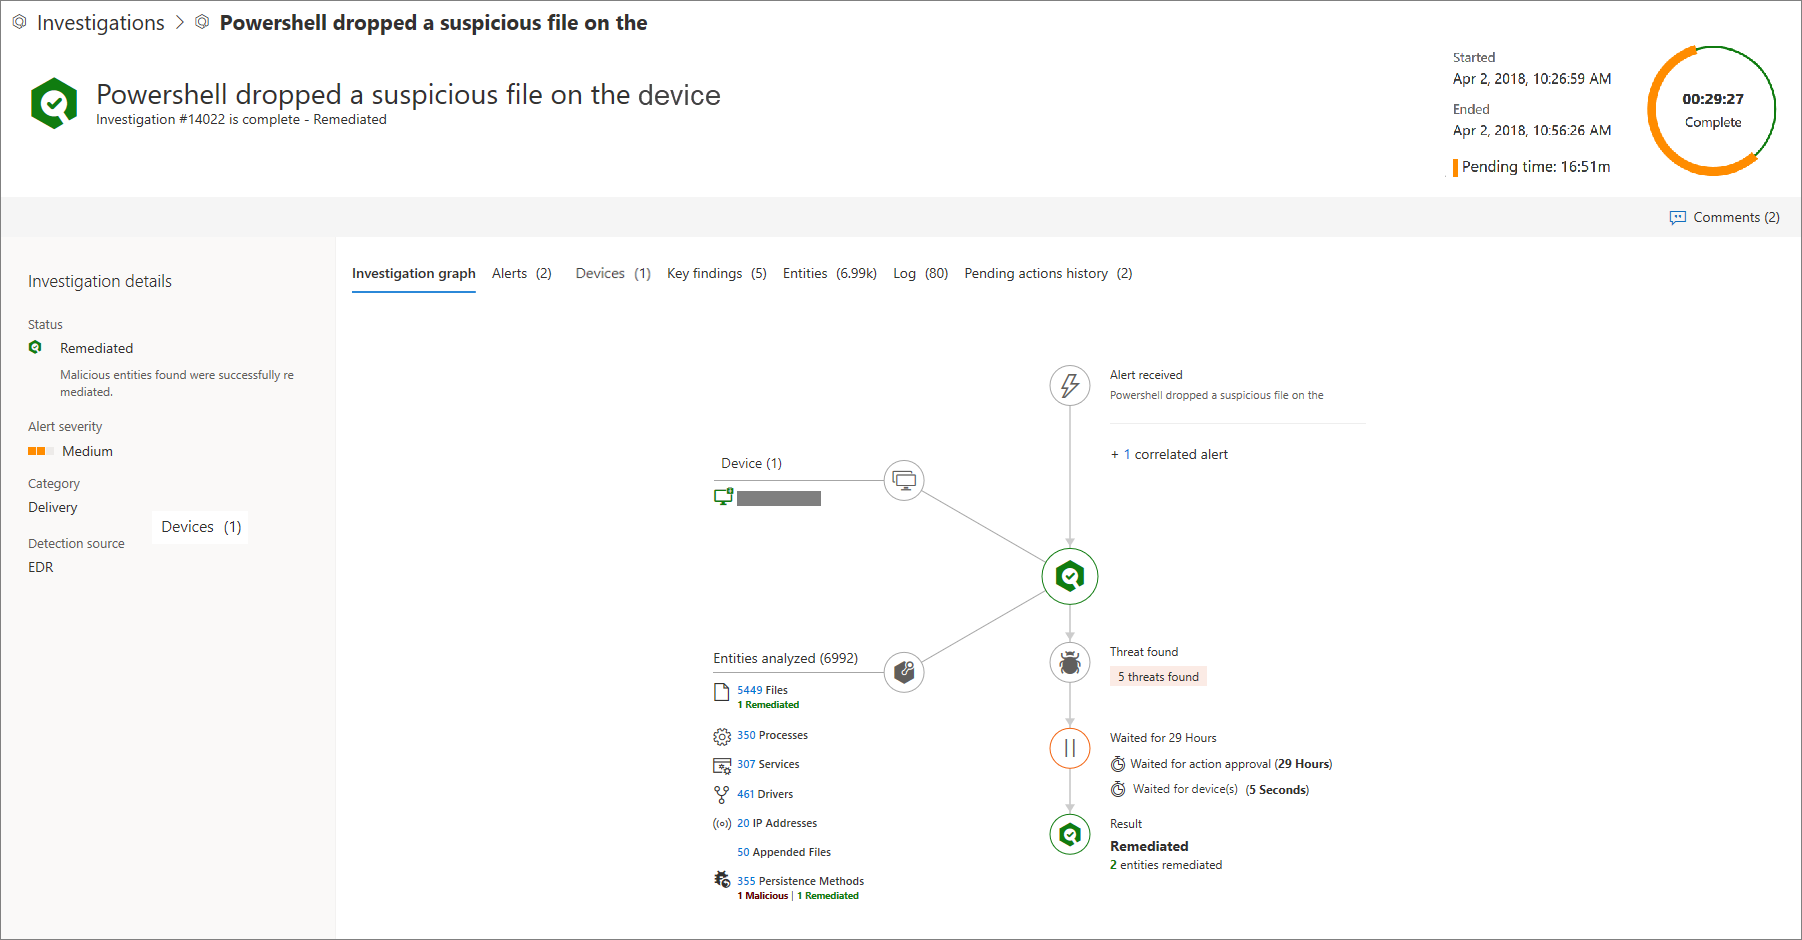 Investigations > Powershell dropped a suspicious file on the
Powershell dropped a suspicious file on the device
Investigation #14022 is complete - Remediated
Started
Apr 2, 2018, 10:26:59 AM
Ended
Apr 2, 2018, 10:56:26 AM
Pending time: 16:51m
00:29:27
Complete
Comments (2)
Investigation details
Status
Remediated
Malicious entities found were successfully re
mediated.
Alert severity
Medium
Category
Delivery
Devices (1)
Detection source
EDR
Investigation graph Alerts (2) Devices (1) Key findings (5) Entities (6.99k) Log (80) Pending actions history (2)
Alert received
Powershell dropped a suspicious file on the
+ 1 correlated alert
Device (1)
Entities analyzed (6992)
5449 Files
1 Remediated
350 Processes
307 Services
461 Drivers
20 IP Addresses
50 Appended Files
355 Persistence Methods
1 Malicious | 1 Remediated
Threat found
5 threats found
Waited for 29 Hours
Waited for action approval (29 Hours)
Waited for device(s) (5 Seconds)
Result
Remediated
2 entities remediated